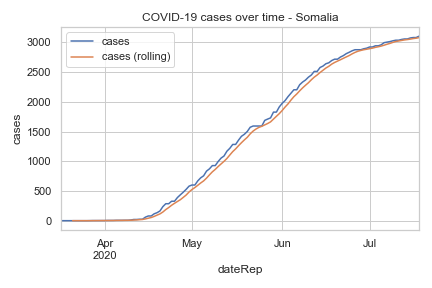 COVID-19 cases over time - Somalia
cases
cases (rolling)
3000
2500
2000
1500
1000
500
0
cases
Apr
2020
May
Jun
Jul
dateRep